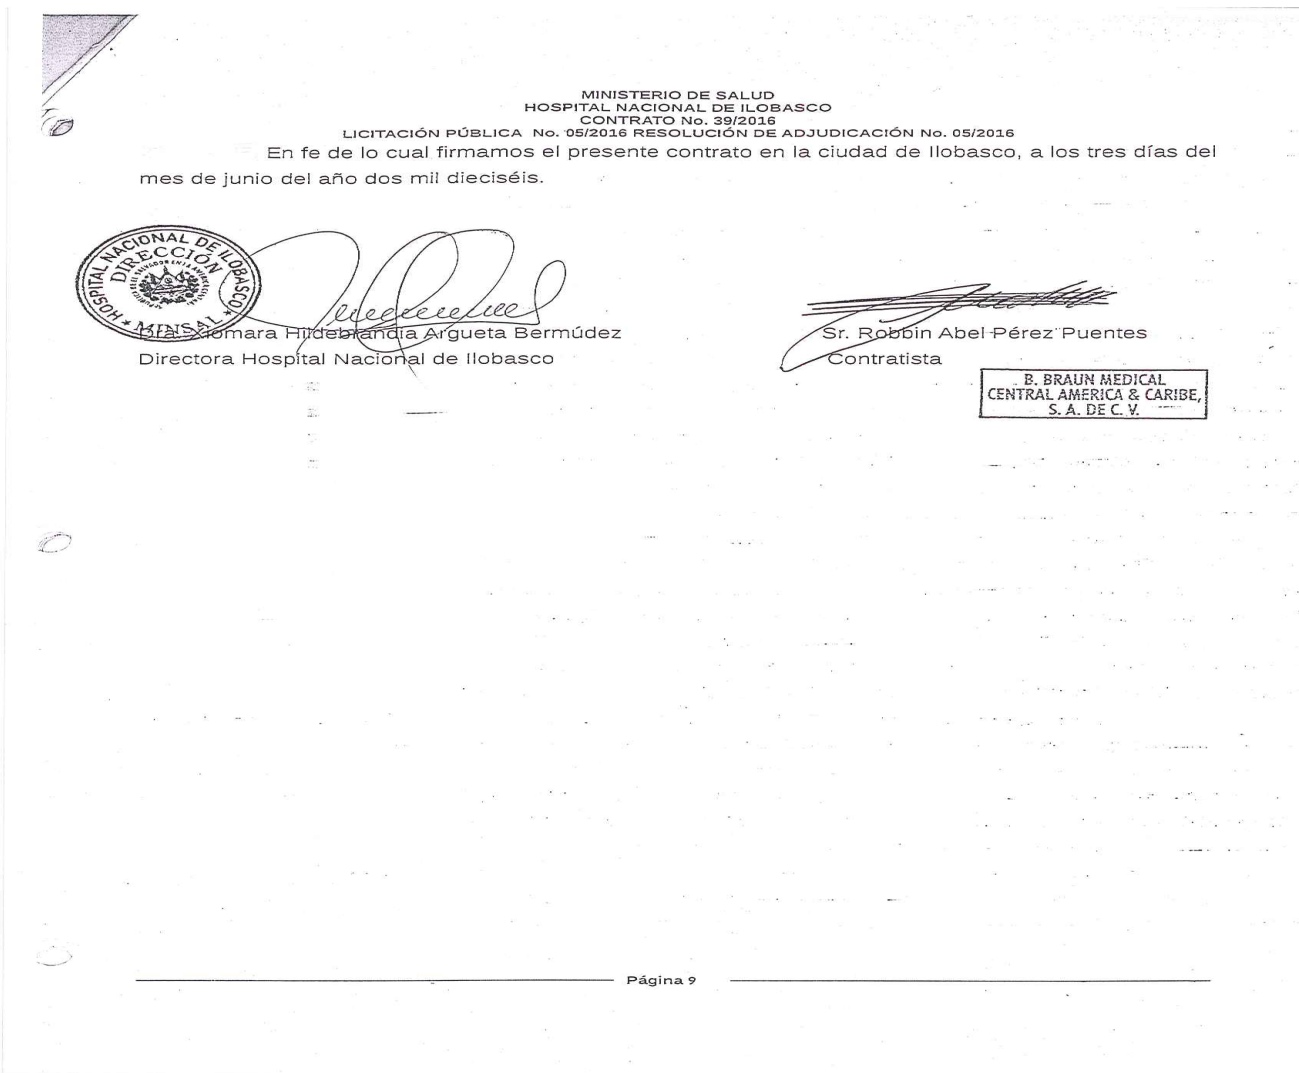 MINISTERIO DE SALUD
HOSPITAL NACIONAL DE ILOBASCO
CONTRATO No. 39/2016
LICITACIÓN PÚBLICA No. 05/2016 RESOLUCIÓN DE ADJUDICACIÓN No. 05/2016
En fe de lo cual firmamos el presente contrato en la ciudad de Ilobasco, a los tres días del
mes de junio del año dos mil dieciséis.
HOSPITAL NACIONAL DE ILOBASCO
DIRECCIÓN
* MINSAL *
Dra. Xiomara Hildebrandia Argueta Bermúdez
Directora Hospital Nacional de Ilobasco
Sr. Robbin Abel Pérez Puentes
Contratista
B. BRAUN MEDICAL
CENTRAL AMERICA & CARIBE,
S. A. DE C. V.
Página 9